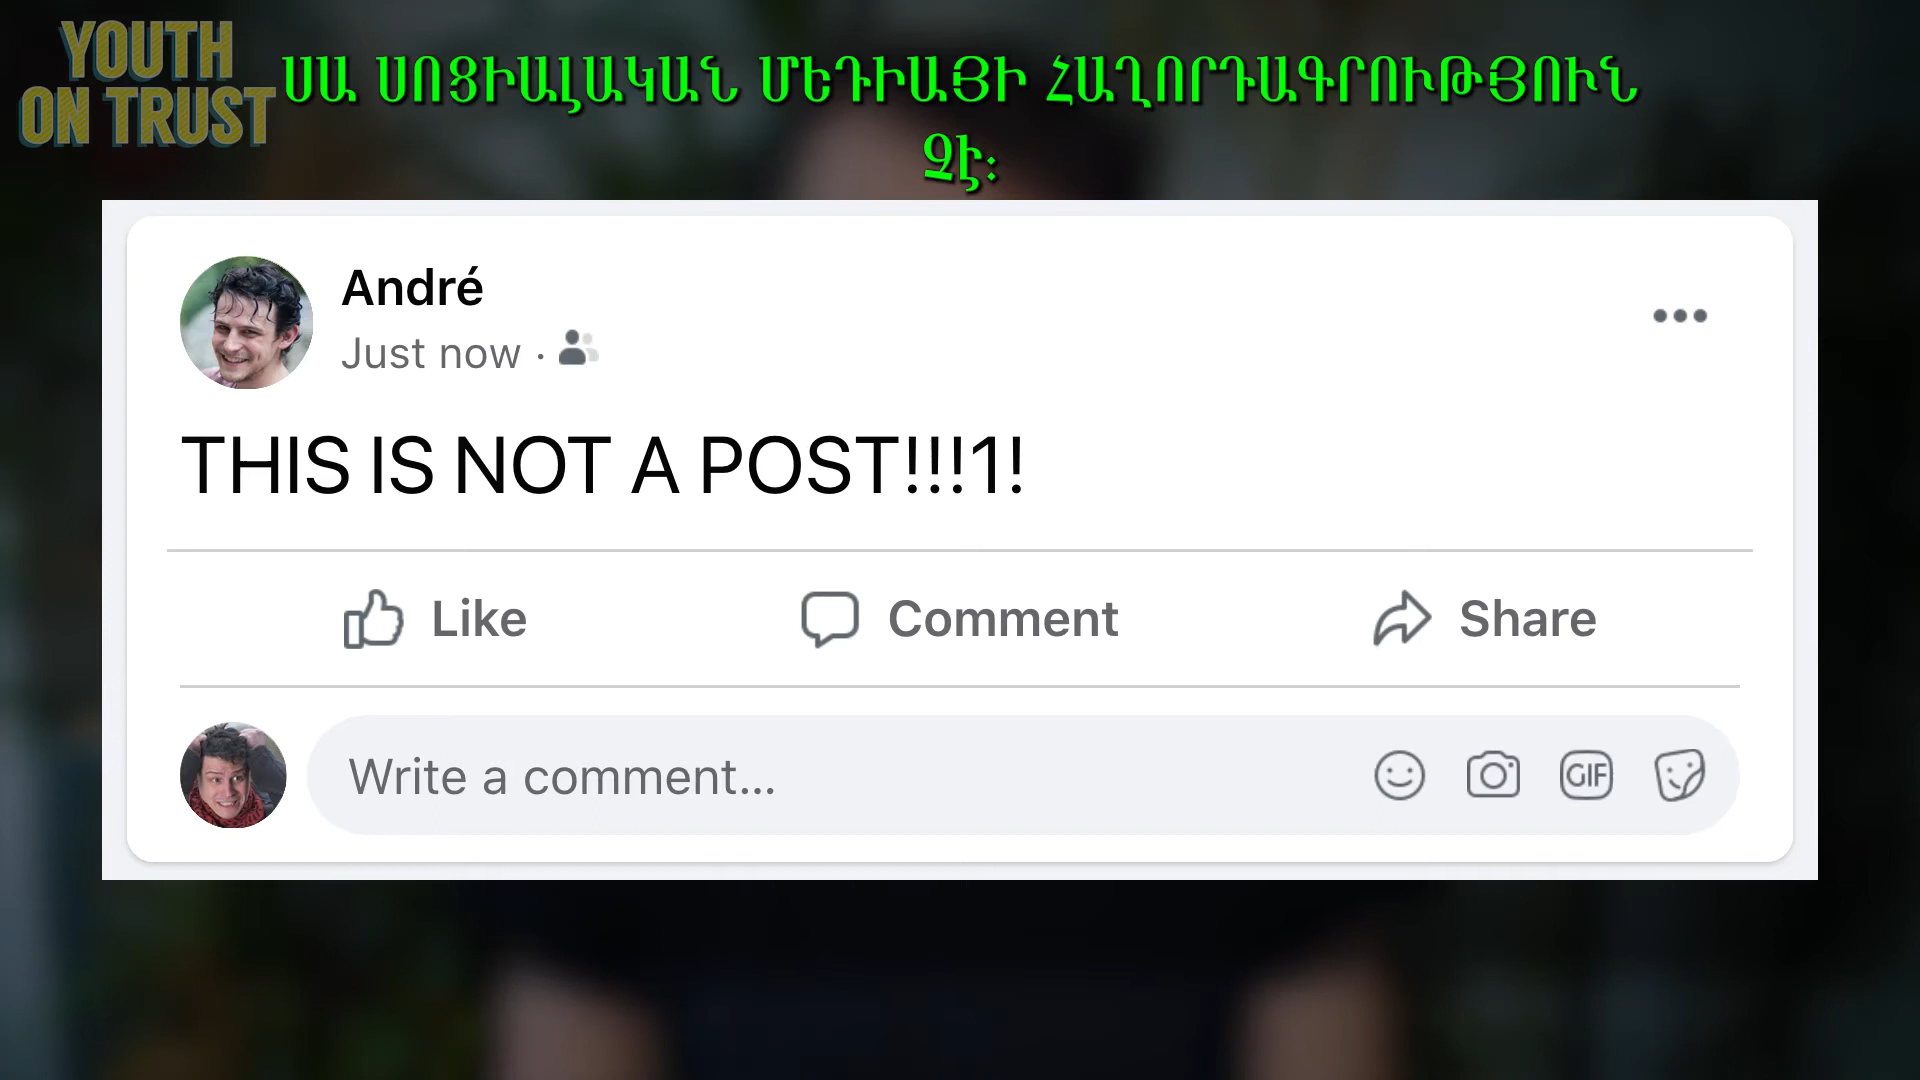 YOUTH
ON TRUST
ՍԱ ՍՈՑԻԱԼԱԿԱՆ ՄԵԴԻԱՅԻ ՀԱՂՈՐԴԱԳՐՈՒԹՅՈՒՆ
ՉԷ:
André
Just now ·
THIS IS NOT A POST!!!1!
Like Comment Share
Write a comment... GIF